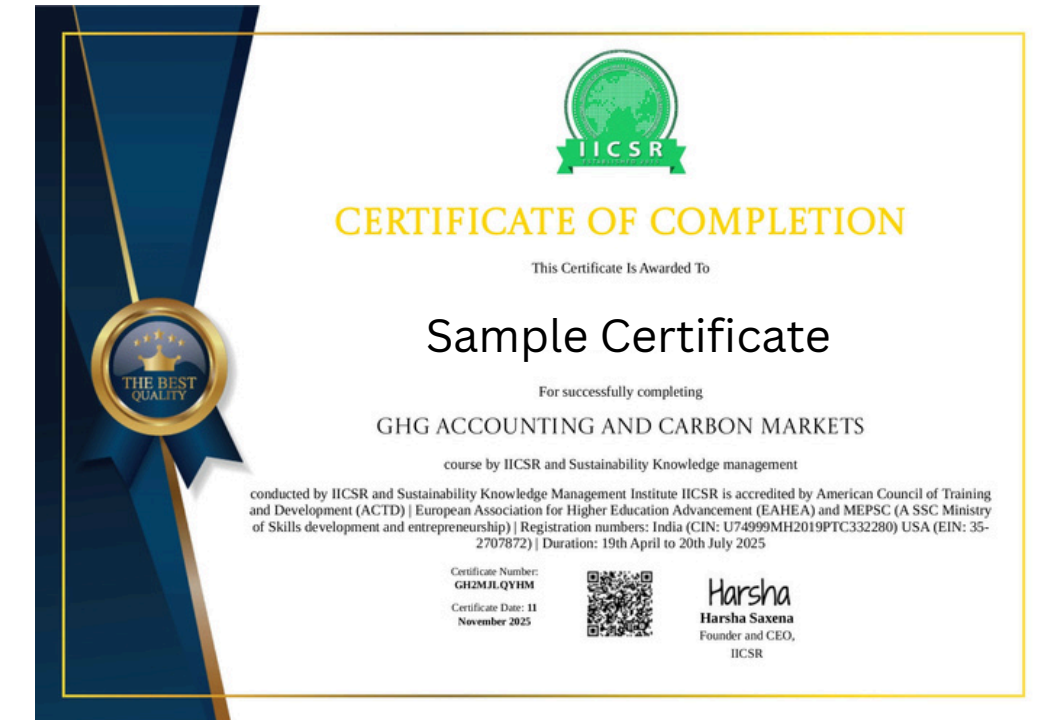 IICSR
CERTIFICATE OF COMPLETION
This Certificate Is Awarded To
Sample Certificate
THE BEST
QUALITY
For successfully completing
GHG ACCOUNTING AND CARBON MARKETS
course by IICSR and Sustainability Knowledge management
conducted by IICSR and Sustainability Knowledge Management Institute IICSR is accredited by American Council of Training
and Development (ACTD) | European Association for Higher Education Advancement (EAHEA) and MEPSC (A SSC Ministry
of Skills development and entrepreneurship) | Registration numbers: India (CIN: U74999MH2019PTC332280) USA (EIN: 35-
2707872) | Duration: 19th April to 20th July 2025
Certificate Number:
GH2MJLQYHM
Certificate Date: 11
November 2025
Harsha
Harsha Saxena
Founder and CEO,
IICSR